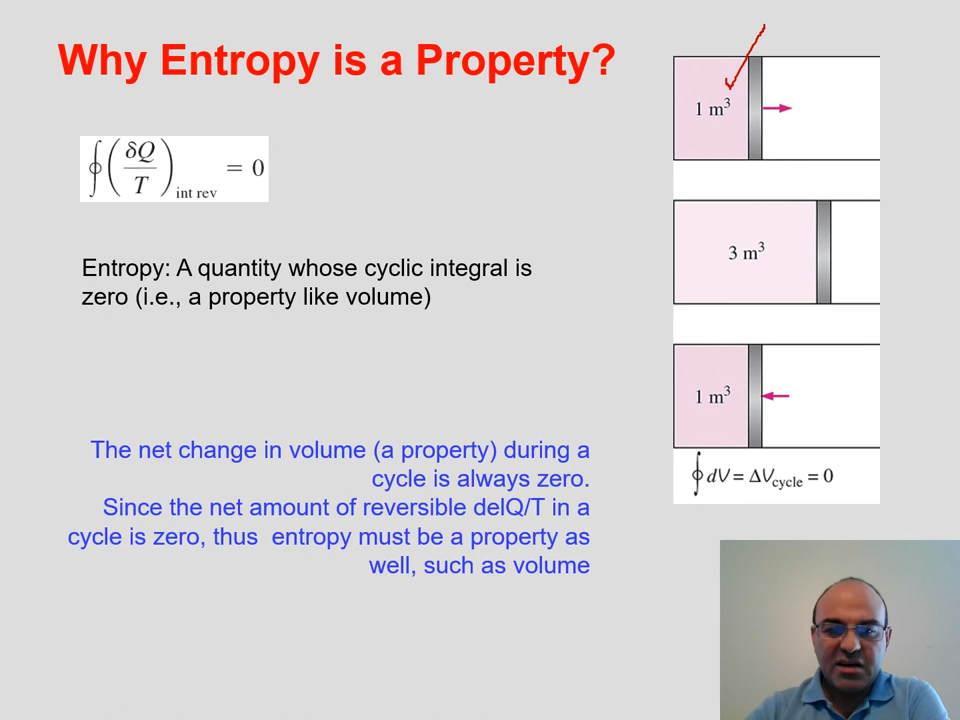 Why Entropy is a Property?
∮(δQ/T)int rev = 0
Entropy: A quantity whose cyclic integral is
zero (i.e., a property like volume)
The net change in volume (a property) during a
cycle is always zero.
Since the net amount of reversible delQ/T in a
cycle is zero, thus entropy must be a property as
well, such as volume
1 m³
3 m³
1 m³
∮dV = ΔVcycle = 0